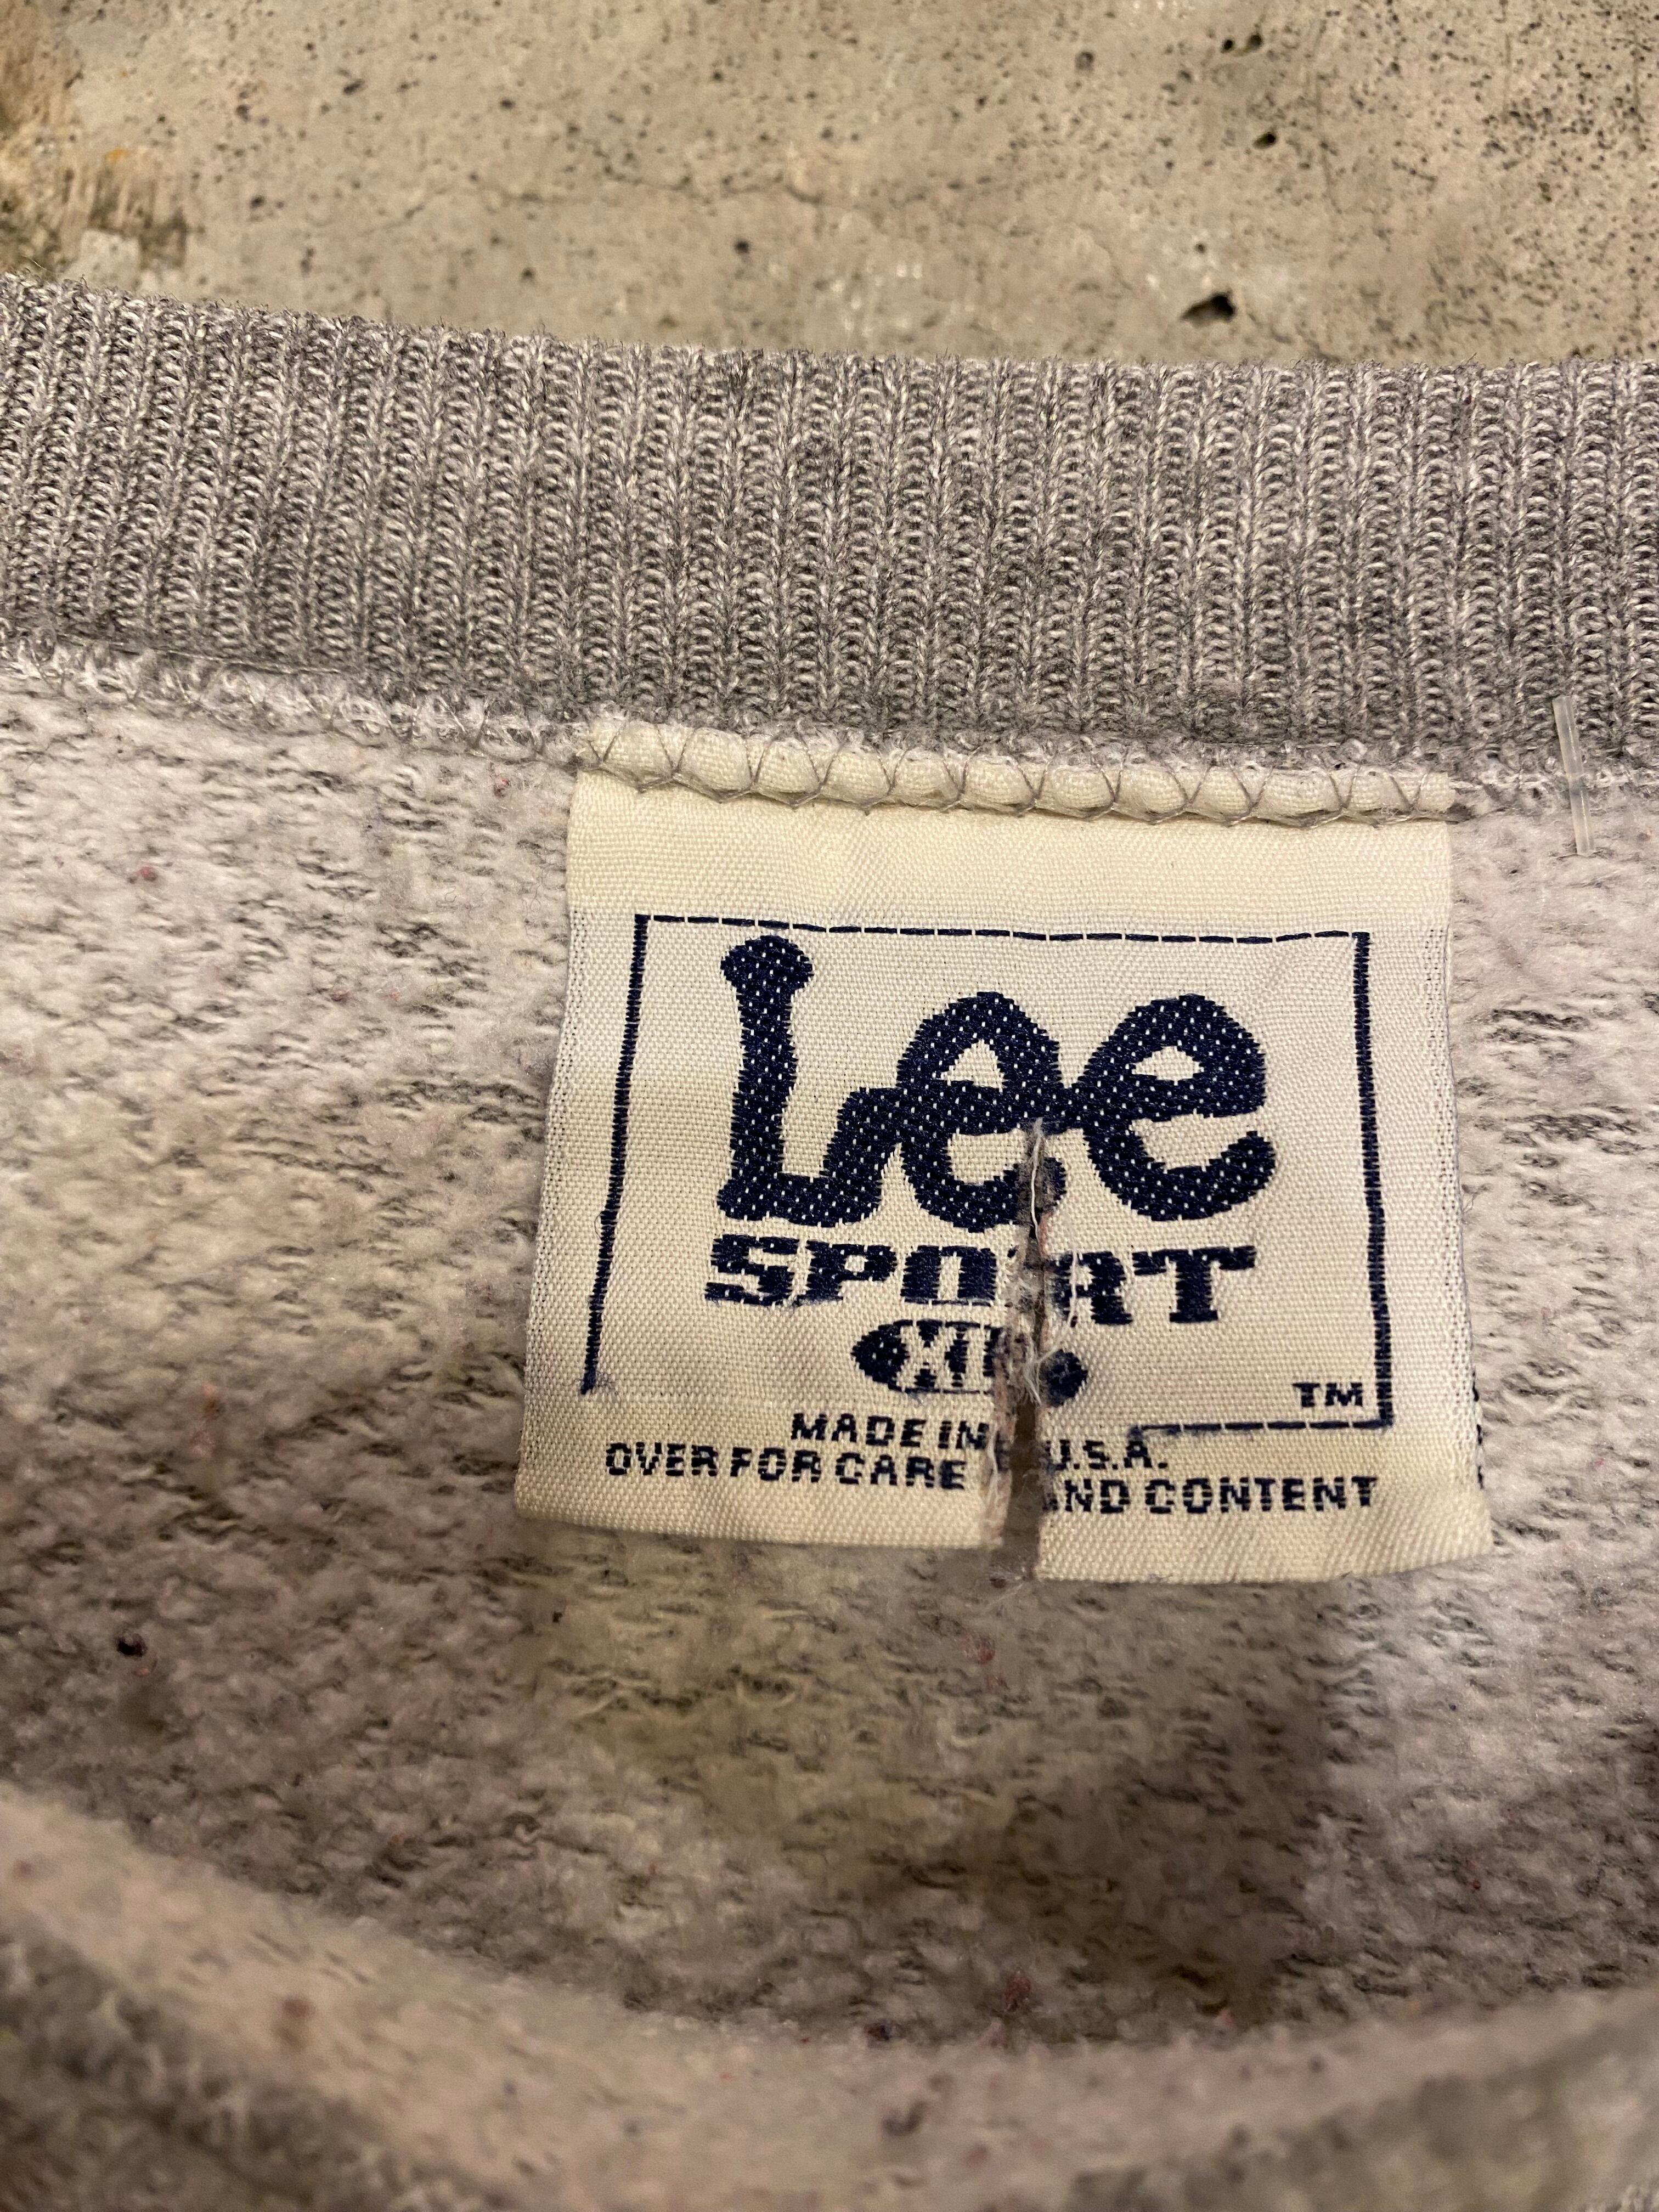 Lee
SPORT
MADE IN U.S.A.
OVER FOR CARE AND CONTENT
TM